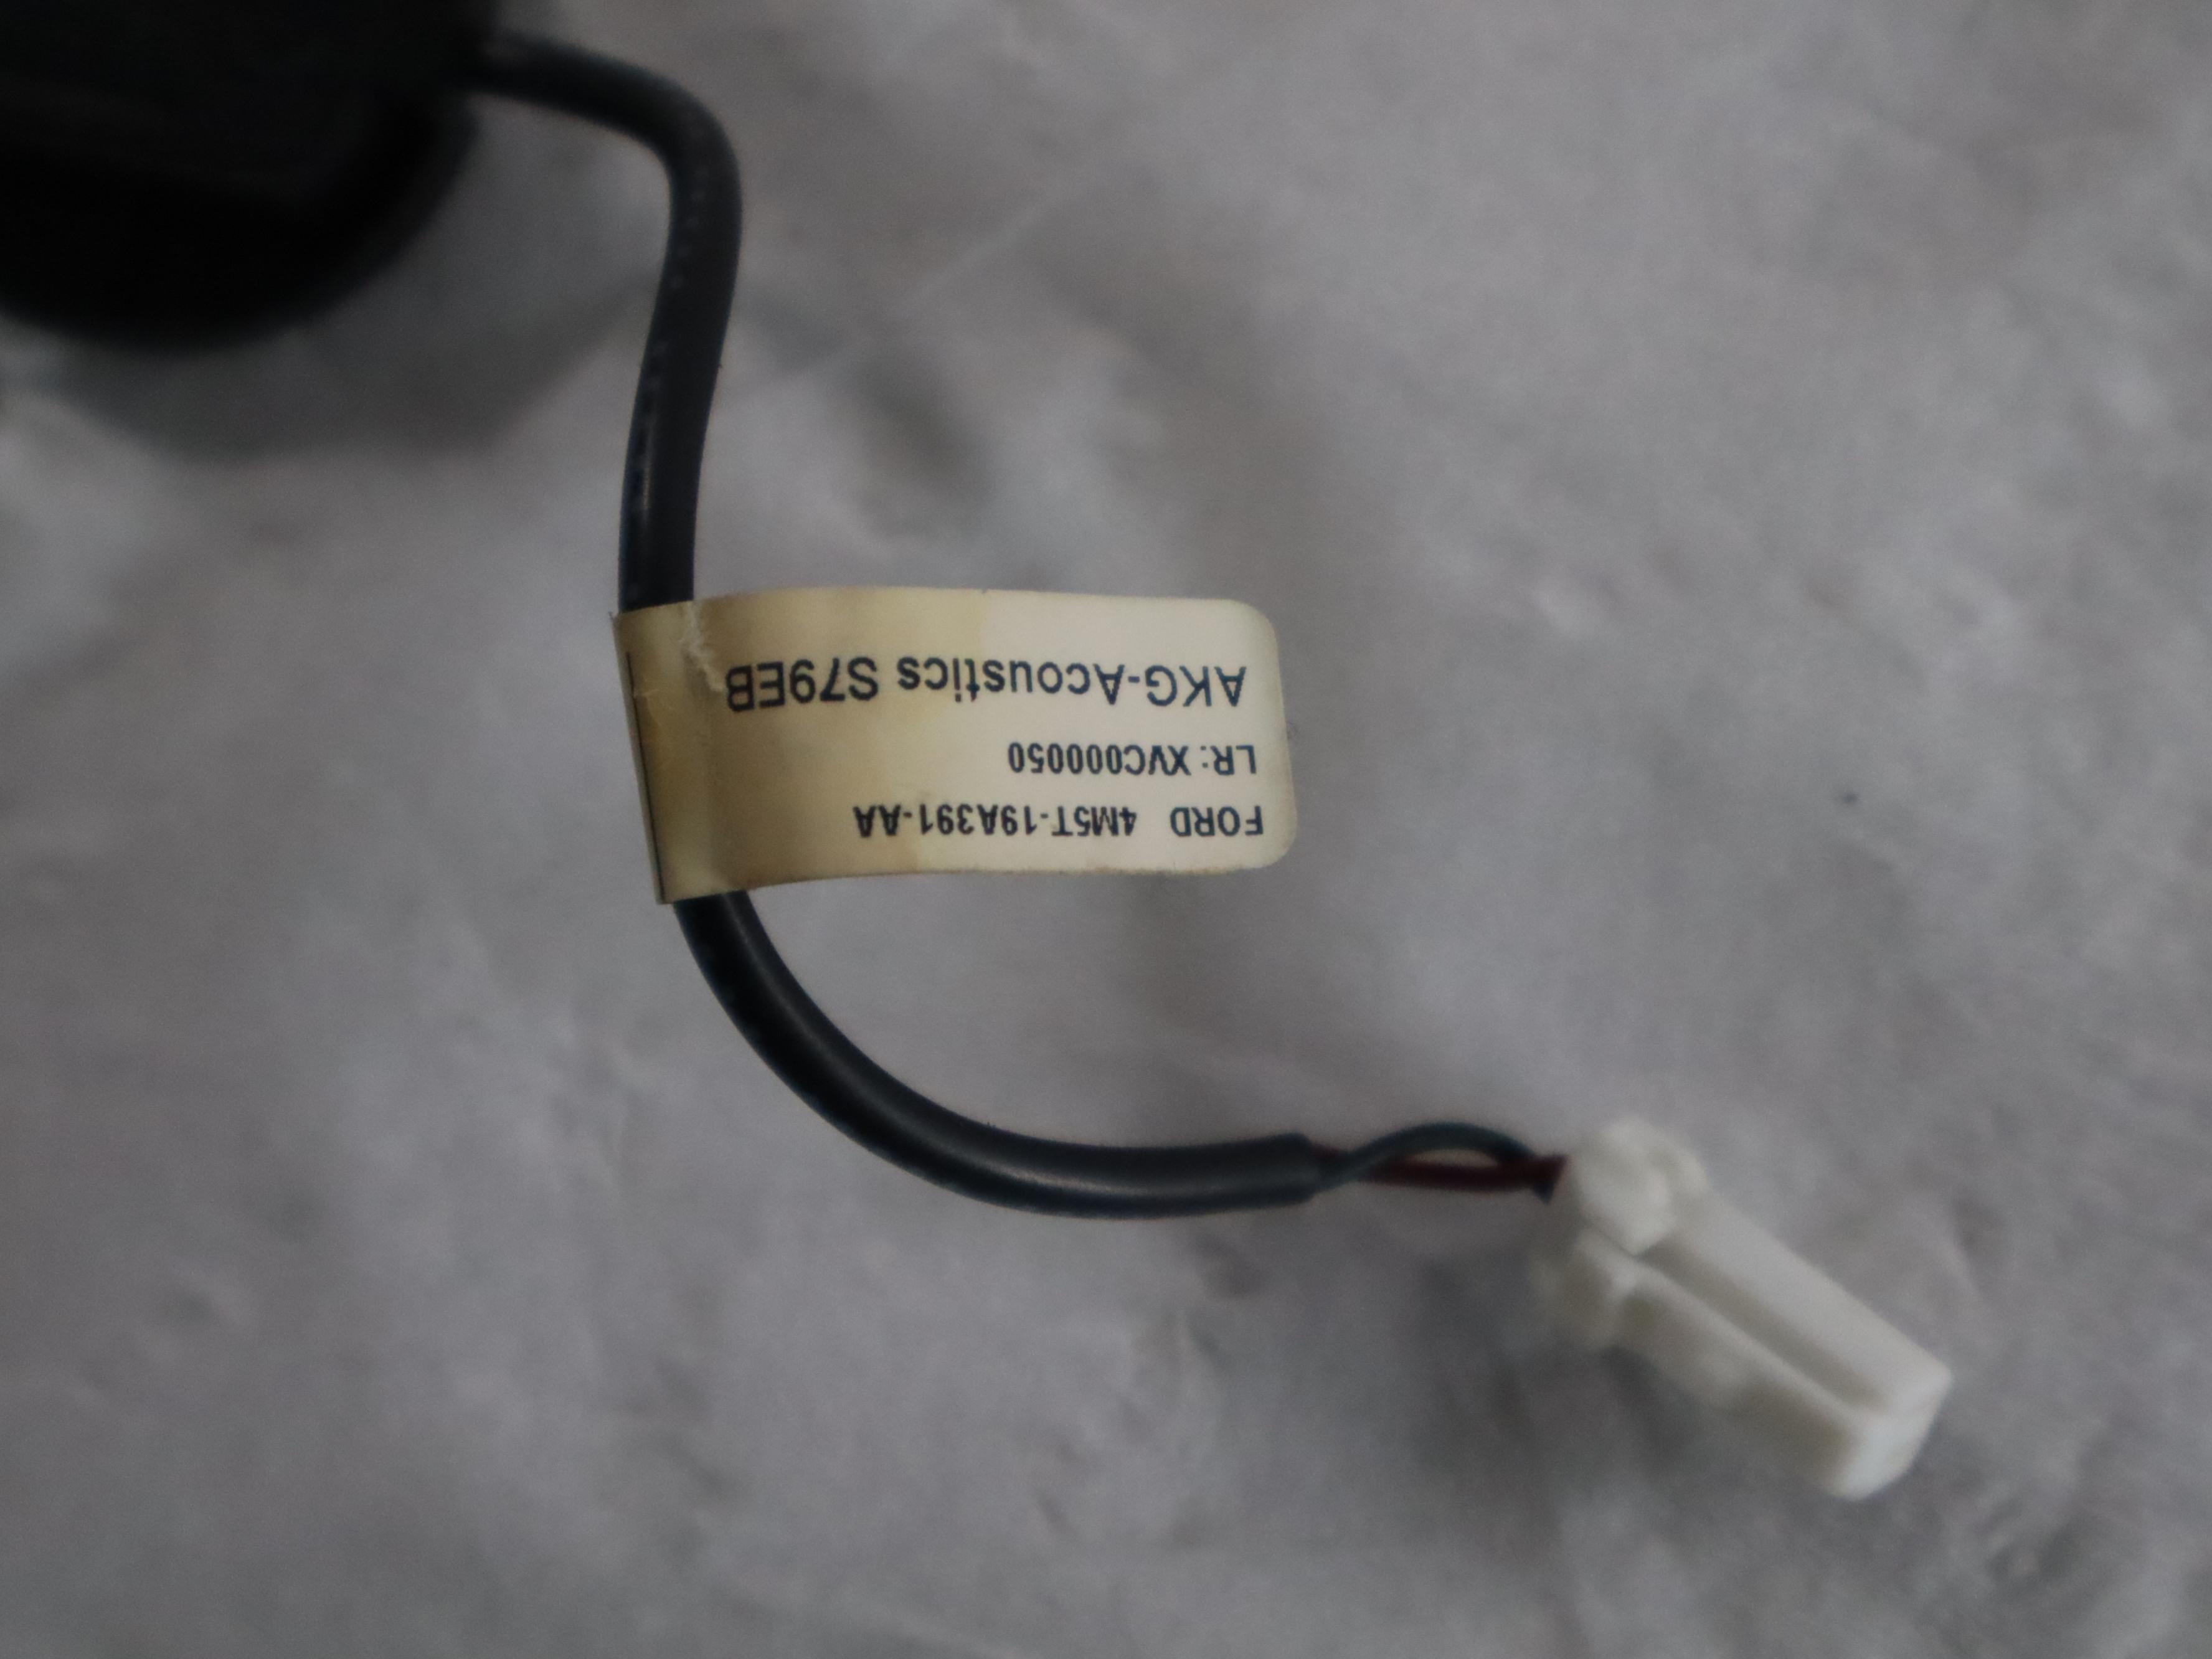 FORD 4M5T-19A391-AA
LR: XVC000050
AKG-Acoustics S79EB